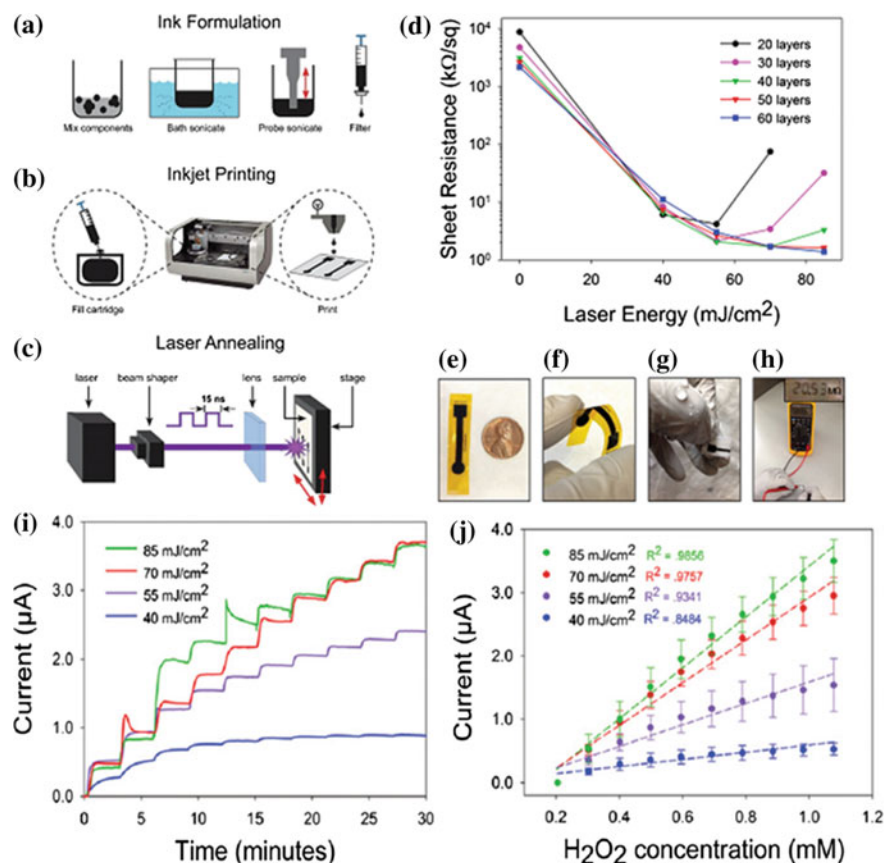 (a)
Ink Formulation
Mix components
Bath sonicate
Probe sonicate
Filter
(b)
Inkjet Printing
Fill cartridge
Print
(c)
Laser Annealing
laser
beam shaper
15 ns
lens
sample
stage
(d)
Sheet Resistance (kΩ/sq)
10⁴
10³
10²
10¹
10⁰
20 layers
30 layers
40 layers
50 layers
60 layers
0
20
40
60
80
Laser Energy (mJ/cm²)
(e)
(f)
(g)
(h)
(i)
Current (µA)
4.0
3.0
2.0
1.0
0.0
85 mJ/cm²
70 mJ/cm²
55 mJ/cm²
40 mJ/cm²
0
5
10
15
20
25
30
Time (minutes)
(j)
Current (µA)
4.0
3.0
2.0
1.0
0.0
85 mJ/cm² R² = .9856
70 mJ/cm² R² = .9757
55 mJ/cm² R² = .9341
40 mJ/cm² R² = .8484
0.2
0.4
0.6
0.8
1.0
1.2
H₂O₂ concentration (mM)